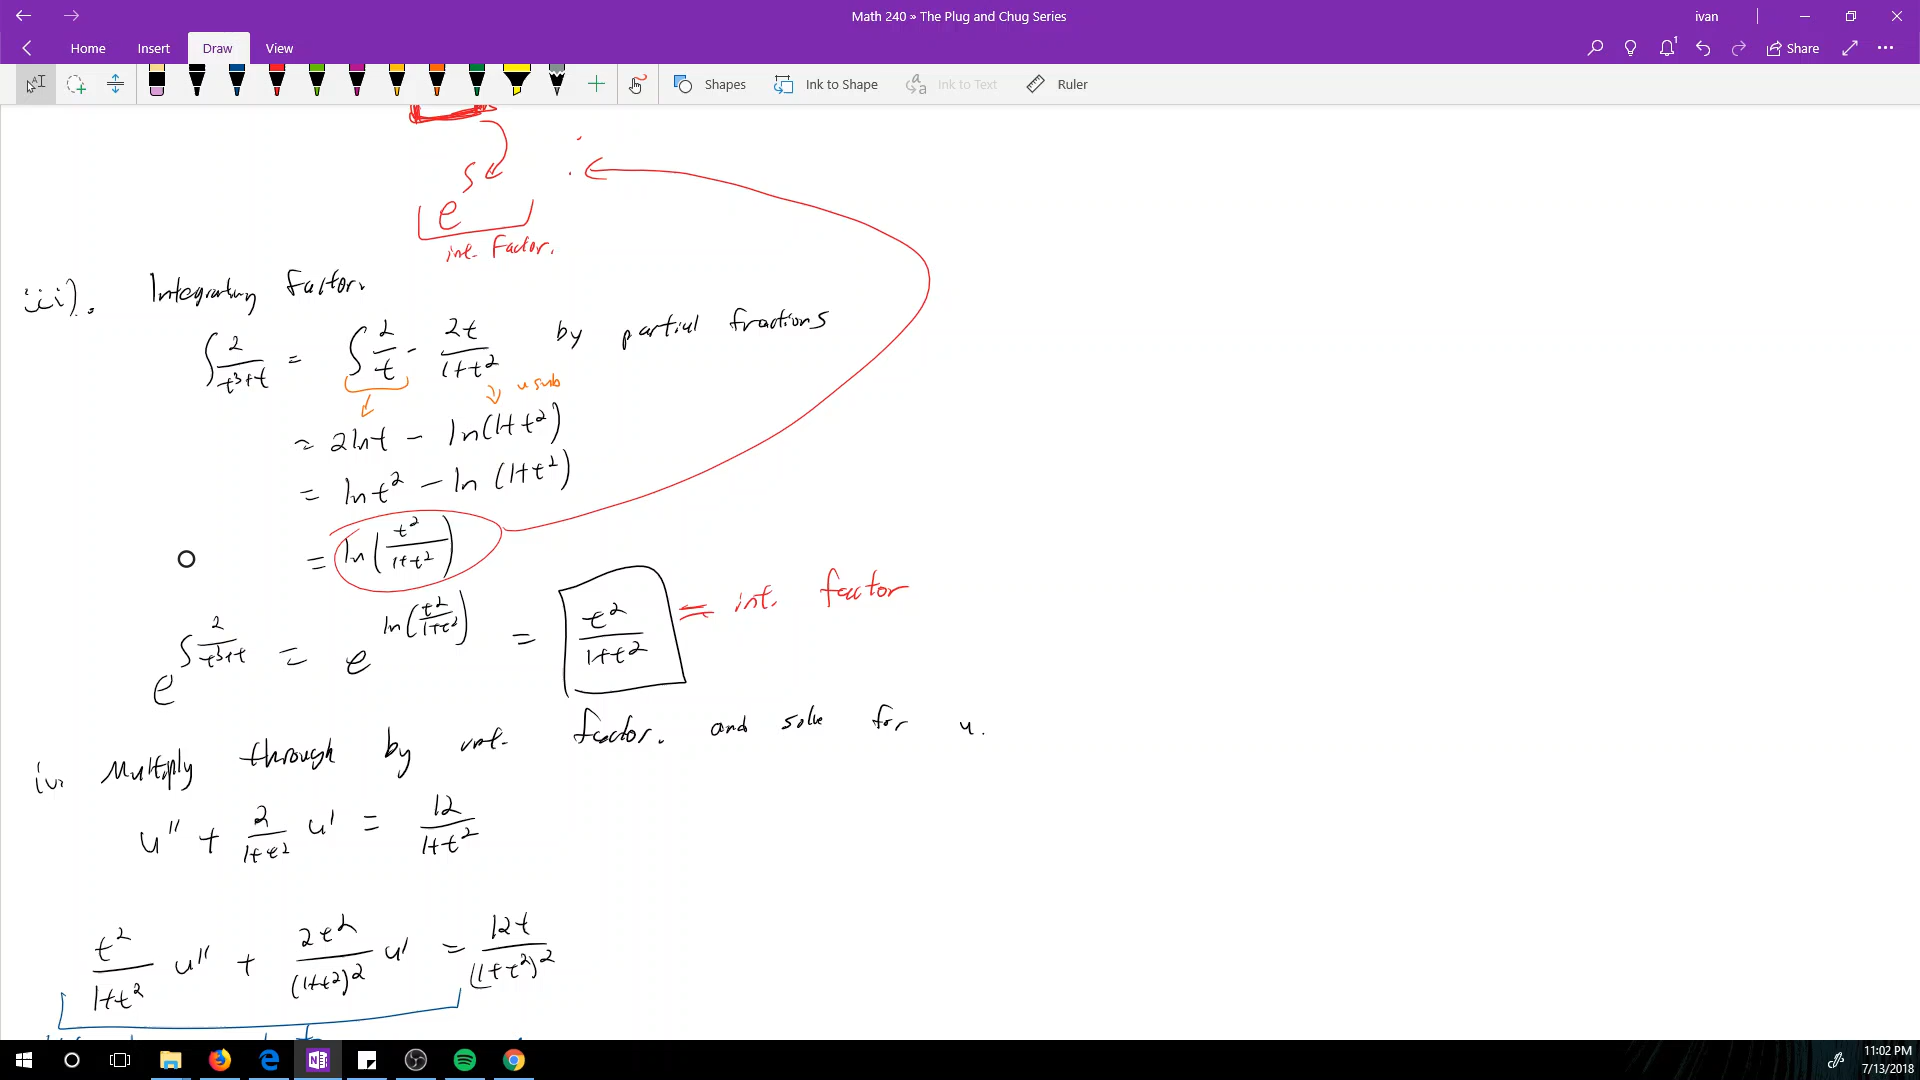 Math 240 » The Plug and Chug Series
ivan
Home Insert Draw View
1
Share
Shapes Ink to Shape Ink to Text Ruler
e^∫
int. Factor.
iii). Integrating Factor.
∫ 2/(t³+t) = ∫ 2/t - 2t/(1+t²) by partial fractions
u sub
= 2lnt - ln(1+t²)
= ln t² - ln (1+t²)
= ln(t²/(1+t²))
e^(∫ 2/(t³+t)) = e^(ln(t²/(1+t²))) = t²/(1+t²) = int. factor
iv. Multiply through by int. factor. and solve for u.
u'' + 2/(1+t²) u' = 12/(1+t²)
t²/(1+t²) u'' + 2t²/(1+t²)² u' = 12t/(1+t²)²
11:02 PM
7/13/2018